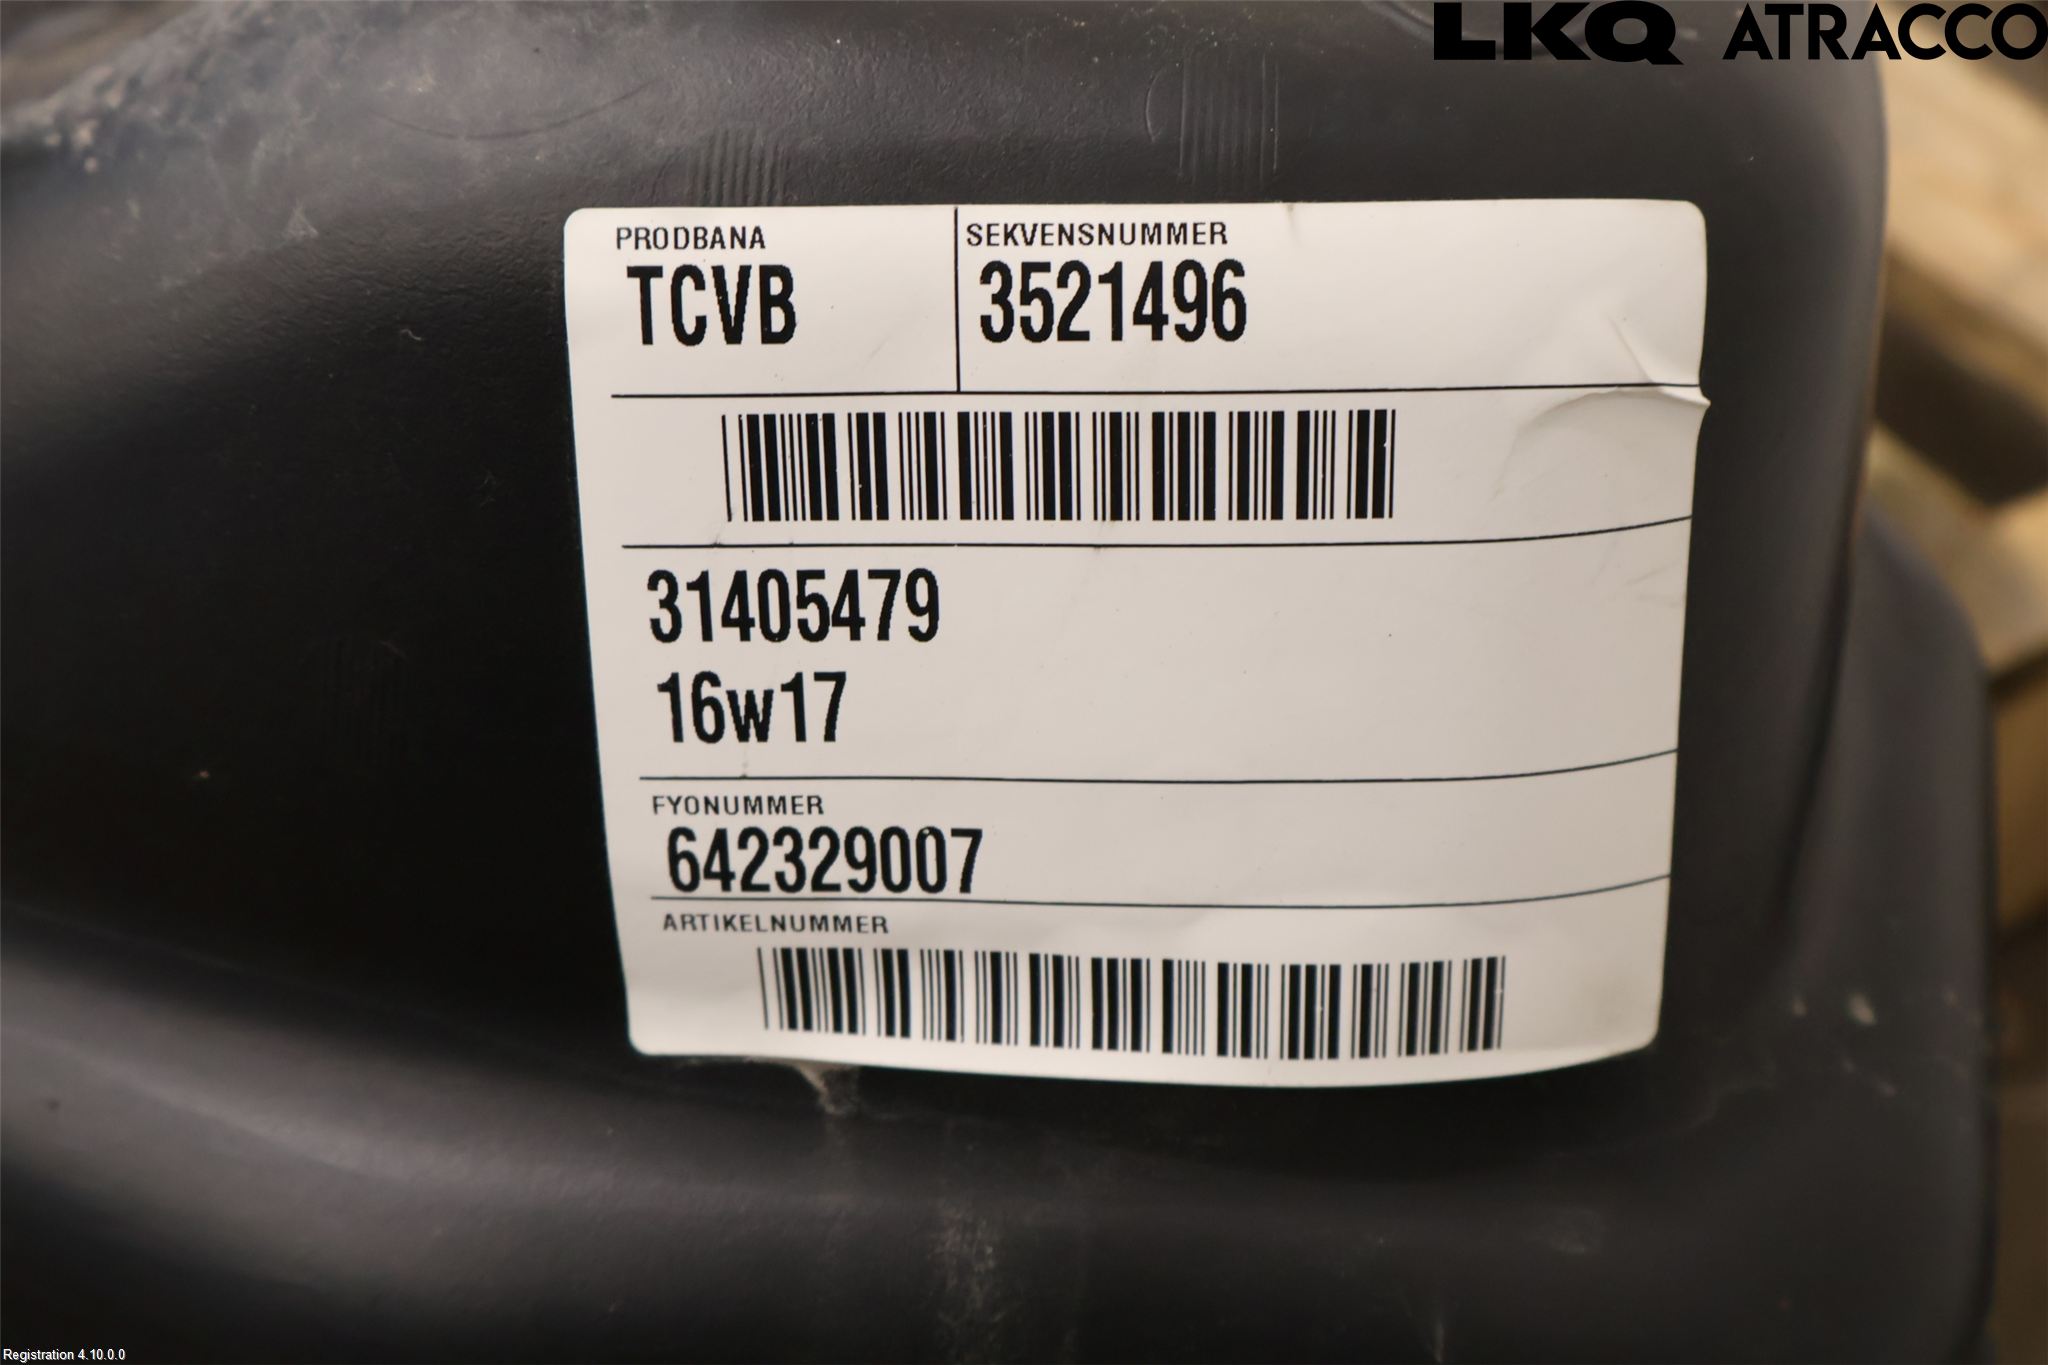 LKQ ATRACCO
PRODBANA
TCVB
SEKVENSNUMMER
3521496
31405479
16w17
FYONUMMER
642329007
ARTIKELNUMMER
Registration 4.10.0.0